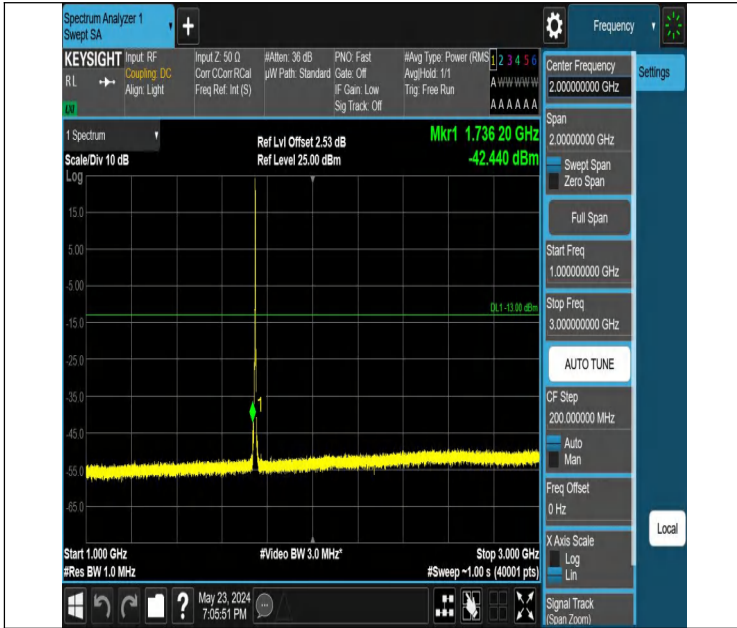 Spectrum Analyzer 1
Swept SA
+
Frequency
KEYSIGHT
RL
Input: RF
Coupling: DC
Align: Light
Input Z: 50 Ω
Corr CCorr RCal
Freq Ref: Int (S)
#Atten: 36 dB
µW Path: Standard
PNO: Fast
Gate: Off
IF Gain: Low
Sig Track: Off
#Avg Type: Power (RMS
Avg|Hold: 1/1
Trig: Free Run
1 2 3 4 5 6
A W W W W W
A A A A A A
1 Spectrum
Scale/Div 10 dB
Log
Ref Lvl Offset 2.53 dB
Ref Level 25.00 dBm
Mkr1 1.736 20 GHz
-42.440 dBm
15.0
5.00
-5.00
-15.0
-25.0
-35.0
-45.0
-55.0
-65.0
DL1 -13.00 dBm
1
Start 1.000 GHz
#Res BW 1.0 MHz
#Video BW 3.0 MHz*
Stop 3.000 GHz
#Sweep ~1.00 s (40001 pts)
May 23, 2024
7:05:51 PM
?
Center Frequency
2.000000000 GHz
Span
2.00000000 GHz
Swept Span
Zero Span
Full Span
Start Freq
1.000000000 GHz
Stop Freq
3.000000000 GHz
AUTO TUNE
CF Step
200.000000 MHz
Auto
Man
Freq Offset
0 Hz
X Axis Scale
Log
Lin
Signal Track
(Span Zoom)
Settings
Local